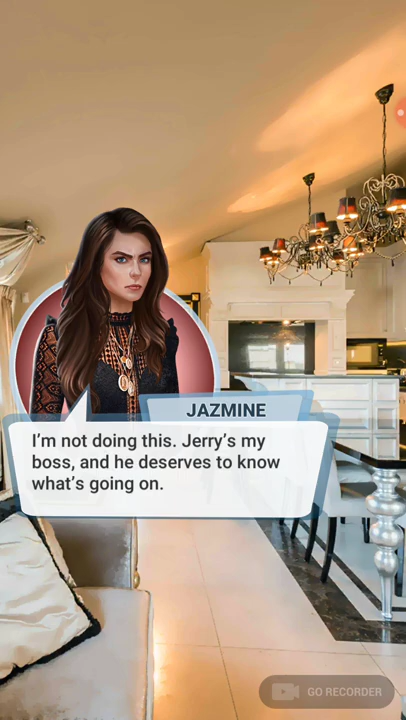 JAZMINE
I'm not doing this. Jerry's my
boss, and he deserves to know
what's going on.
GO RECORDER